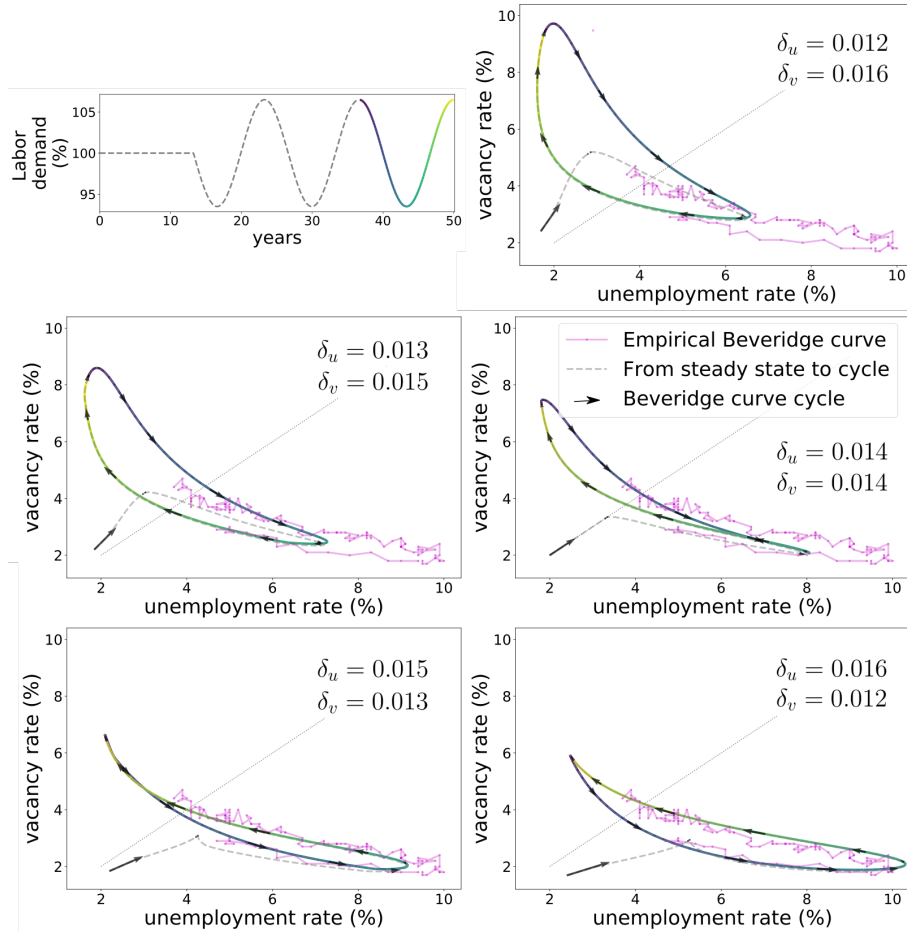 Labor
demand
(%)
105
100
95
0
10
20
30
40
50
years
vacancy rate (%)
10
8
6
4
2
δu = 0.012
δv = 0.016
2
4
6
8
10
unemployment rate (%)
vacancy rate (%)
10
8
6
4
2
δu = 0.013
δv = 0.015
2
4
6
8
10
unemployment rate (%)
vacancy rate (%)
10
8
6
4
2
Empirical Beveridge curve
From steady state to cycle
Beveridge curve cycle
δu = 0.014
δv = 0.014
2
4
6
8
10
unemployment rate (%)
vacancy rate (%)
10
8
6
4
2
δu = 0.015
δv = 0.013
2
4
6
8
10
unemployment rate (%)
vacancy rate (%)
10
8
6
4
2
δu = 0.016
δv = 0.012
2
4
6
8
10
unemployment rate (%)